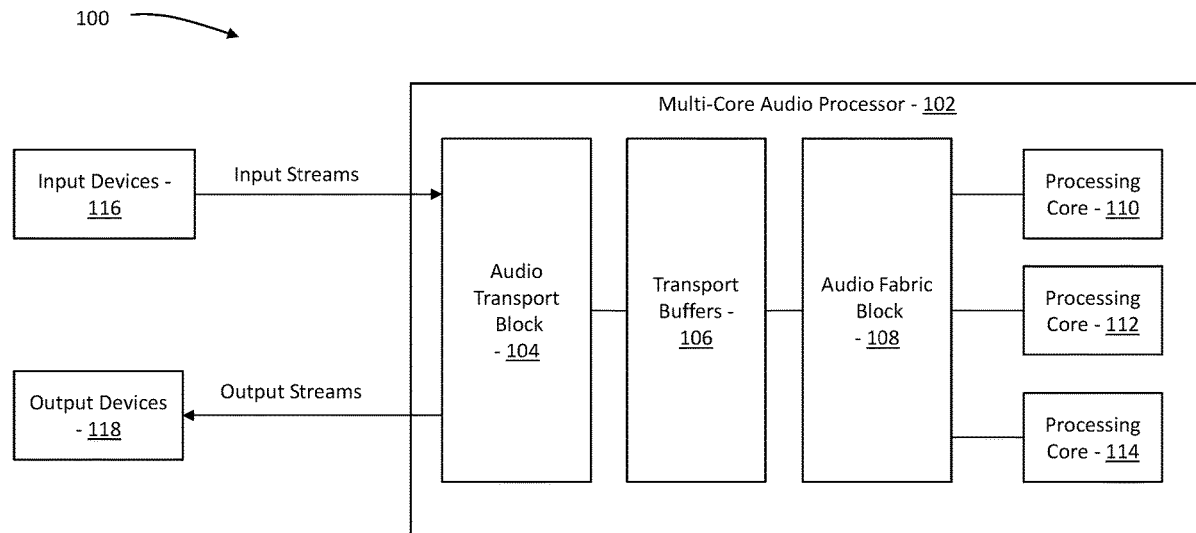 100
Multi-Core Audio Processor - 102
Input Devices -
116
Input Streams
Output Devices
- 118
Output Streams
Audio
Transport
Block
- 104
Transport
Buffers -
106
Audio Fabric
Block
- 108
Processing
Core - 110
Processing
Core - 112
Processing
Core - 114